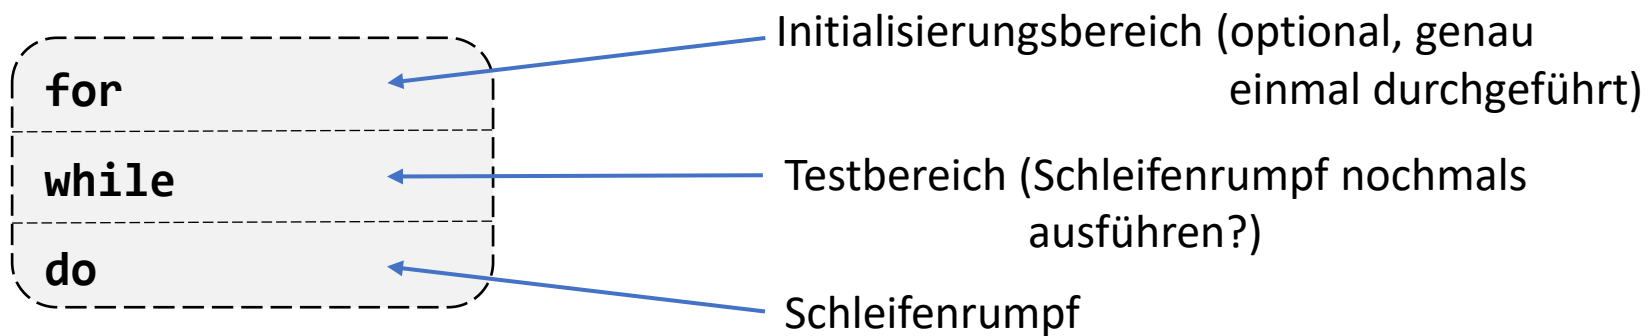 for
while
do
Initialisierungsbereich (optional, genau
einmal durchgeführt)
Testbereich (Schleifenrumpf nochmals
ausführen?)
Schleifenrumpf